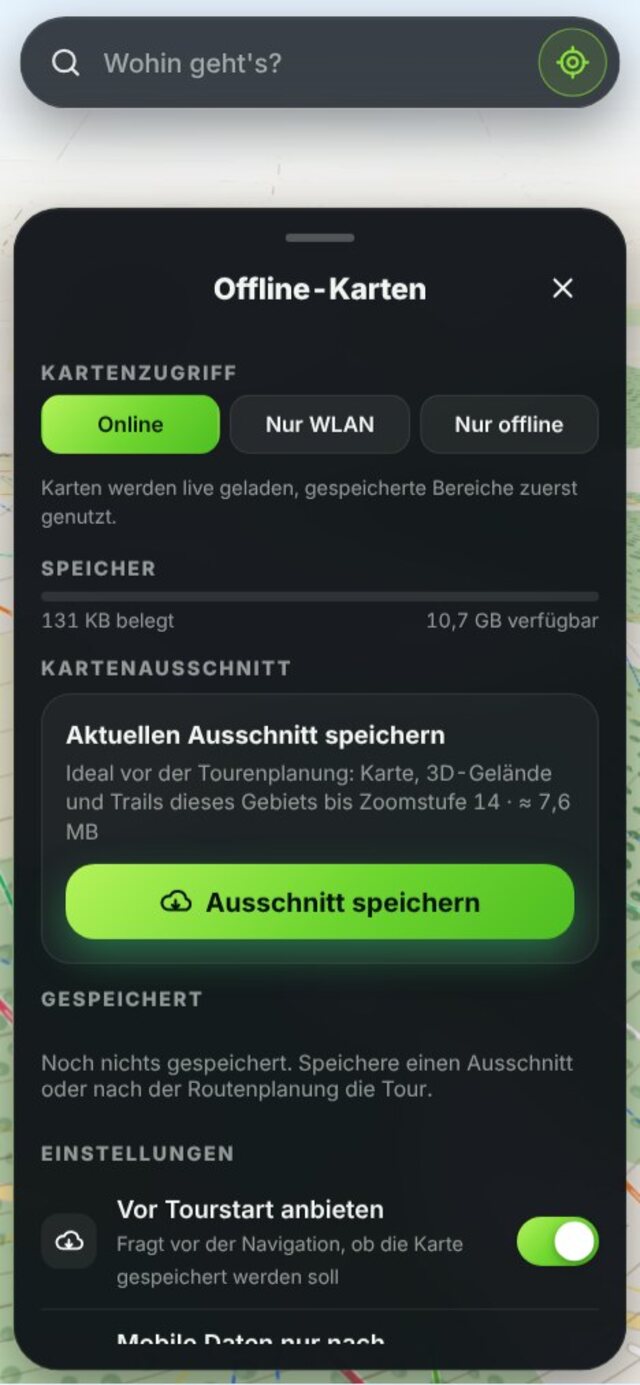 Wohin geht's?
Offline-Karten
KARTENZUGRIFF
Online
Nur WLAN
Nur offline
Karten werden live geladen, gespeicherte Bereiche zuerst
genutzt.
SPEICHER
131 KB belegt
10,7 GB verfügbar
KARTENAUSSCHNITT
Aktuellen Ausschnitt speichern
Ideal vor der Tourenplanung: Karte, 3D-Gelände
und Trails dieses Gebiets bis Zoomstufe 14 · ≈ 7,6
MB
Ausschnitt speichern
GESPEICHERT
Noch nichts gespeichert. Speichere einen Ausschnitt
oder nach der Routenplanung die Tour.
EINSTELLUNGEN
Vor Tourstart anbieten
Fragt vor der Navigation, ob die Karte
gespeichert werden soll
Mobile Daten nur nach